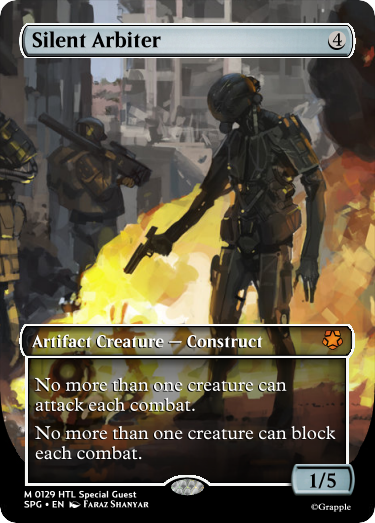 Silent Arbiter 4
Artifact Creature — Construct
No more than one creature can
attack each combat.
No more than one creature can block
each combat.
1/5
M 0129 HTL Special Guest
SPG • EN Faraz Shanyar
©Grapple